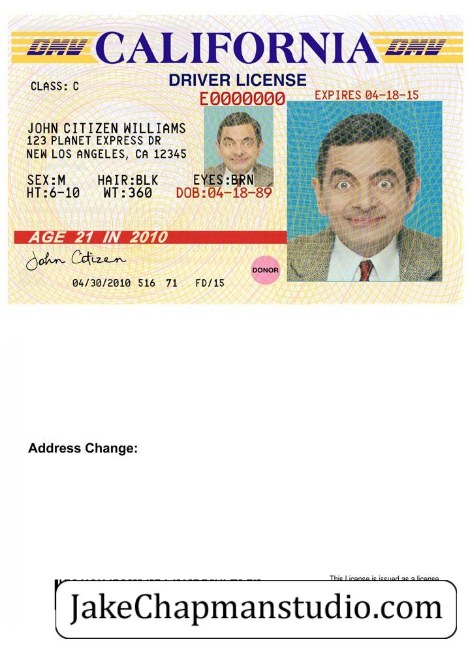 DMV CALIFORNIA DMV
DRIVER LICENSE
CLASS: C
E0000000
EXPIRES 04-18-15
JOHN CITIZEN WILLIAMS
123 PLANET EXPRESS DR
NEW LOS ANGELES, CA 12345
SEX:M HAIR:BLK EYES:BRN
HT:6-10 WT:360 DOB:04-18-89
AGE 21 IN 2010
John Citizen
DONOR
04/30/2010 516 71 FD/15
Address Change:
This License is issued as a license
JakeChapmanstudio.com